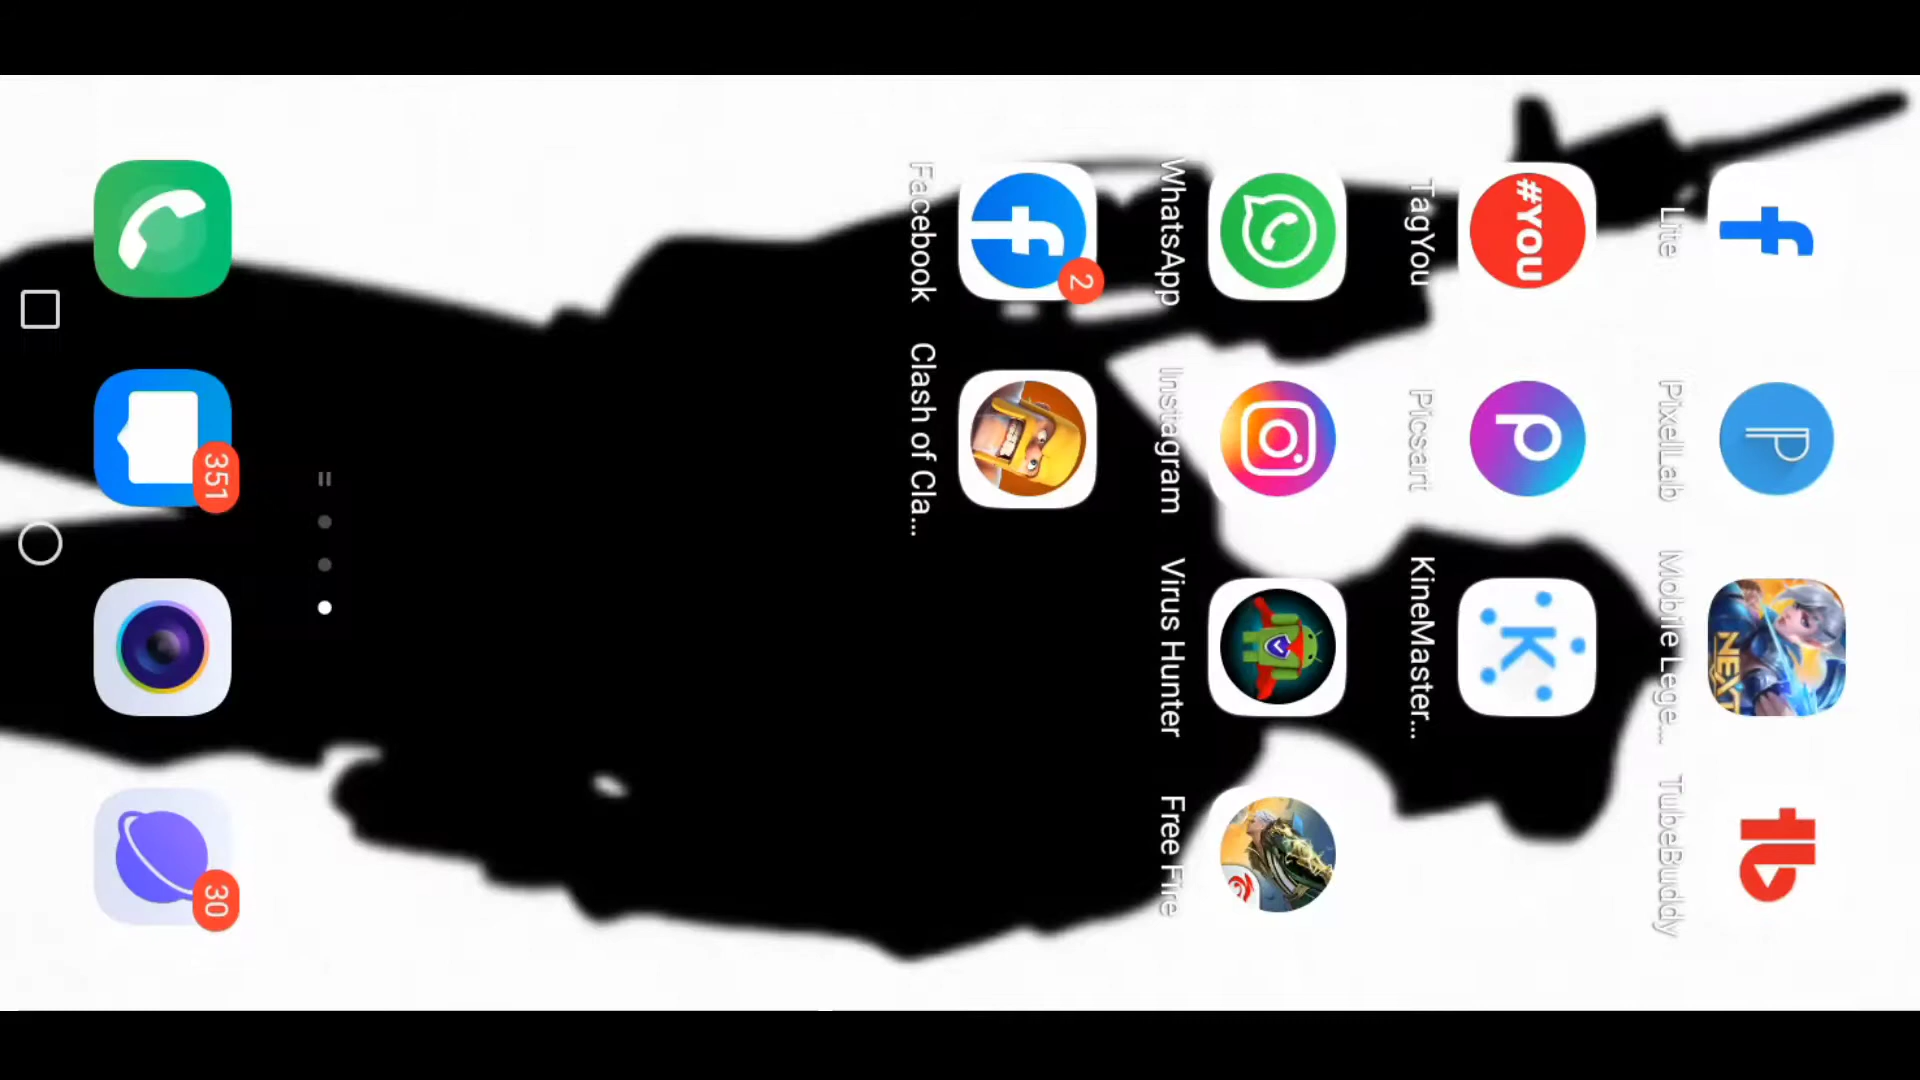 Lite
PixelLab
Mobile Lege...
TubeBuddy
#YOU
TagYou
Picsart
KineMaster...
WhatsApp
Instagram
Virus Hunter
Free Fire
2
Facebook
Clash of Cla...
351
30
NEXT